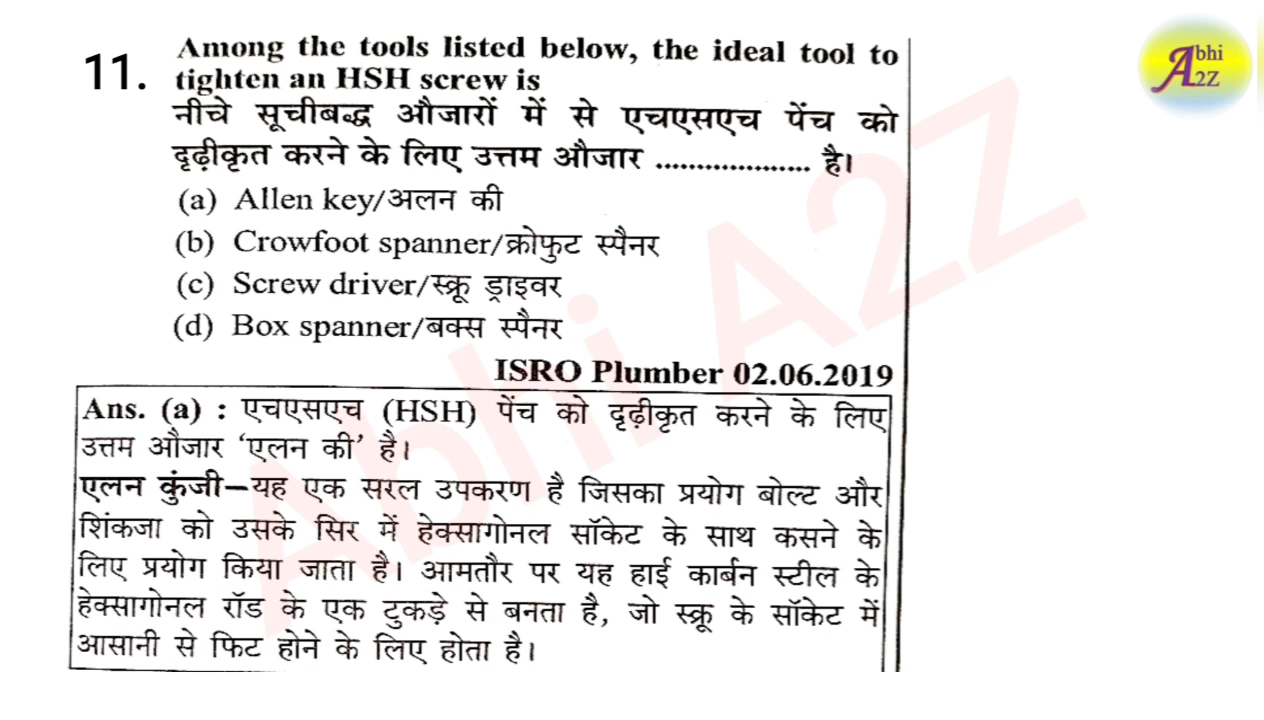 Abhi
A2Z
11. Among the tools listed below, the ideal tool to
tighten an HSH screw is
नीचे सूचीबद्ध औजारों में से एचएसएच पेंच को
दृढ़ीकृत करने के लिए उत्तम औजार .................... है।
(a) Allen key/अलन की
(b) Crowfoot spanner/क्रोफुट स्पैनर
(c) Screw driver/स्क्रू ड्राइवर
(d) Box spanner/बक्स स्पैनर
ISRO Plumber 02.06.2019
Ans. (a) : एचएसएच (HSH) पेंच को दृढ़ीकृत करने के लिए
उत्तम औजार ‘एलन की’ है।
एलन कुंजी–यह एक सरल उपकरण है जिसका प्रयोग बोल्ट और
शिंकजा को उसके सिर में हेक्सागोनल सॉकेट के साथ कसने के
लिए प्रयोग किया जाता है। आमतौर पर यह हाई कार्बन स्टील के
हेक्सागोनल रॉड के एक टुकड़े से बनता है, जो स्क्रू के सॉकेट में
आसानी से फिट होने के लिए होता है।
Abhi A2Z